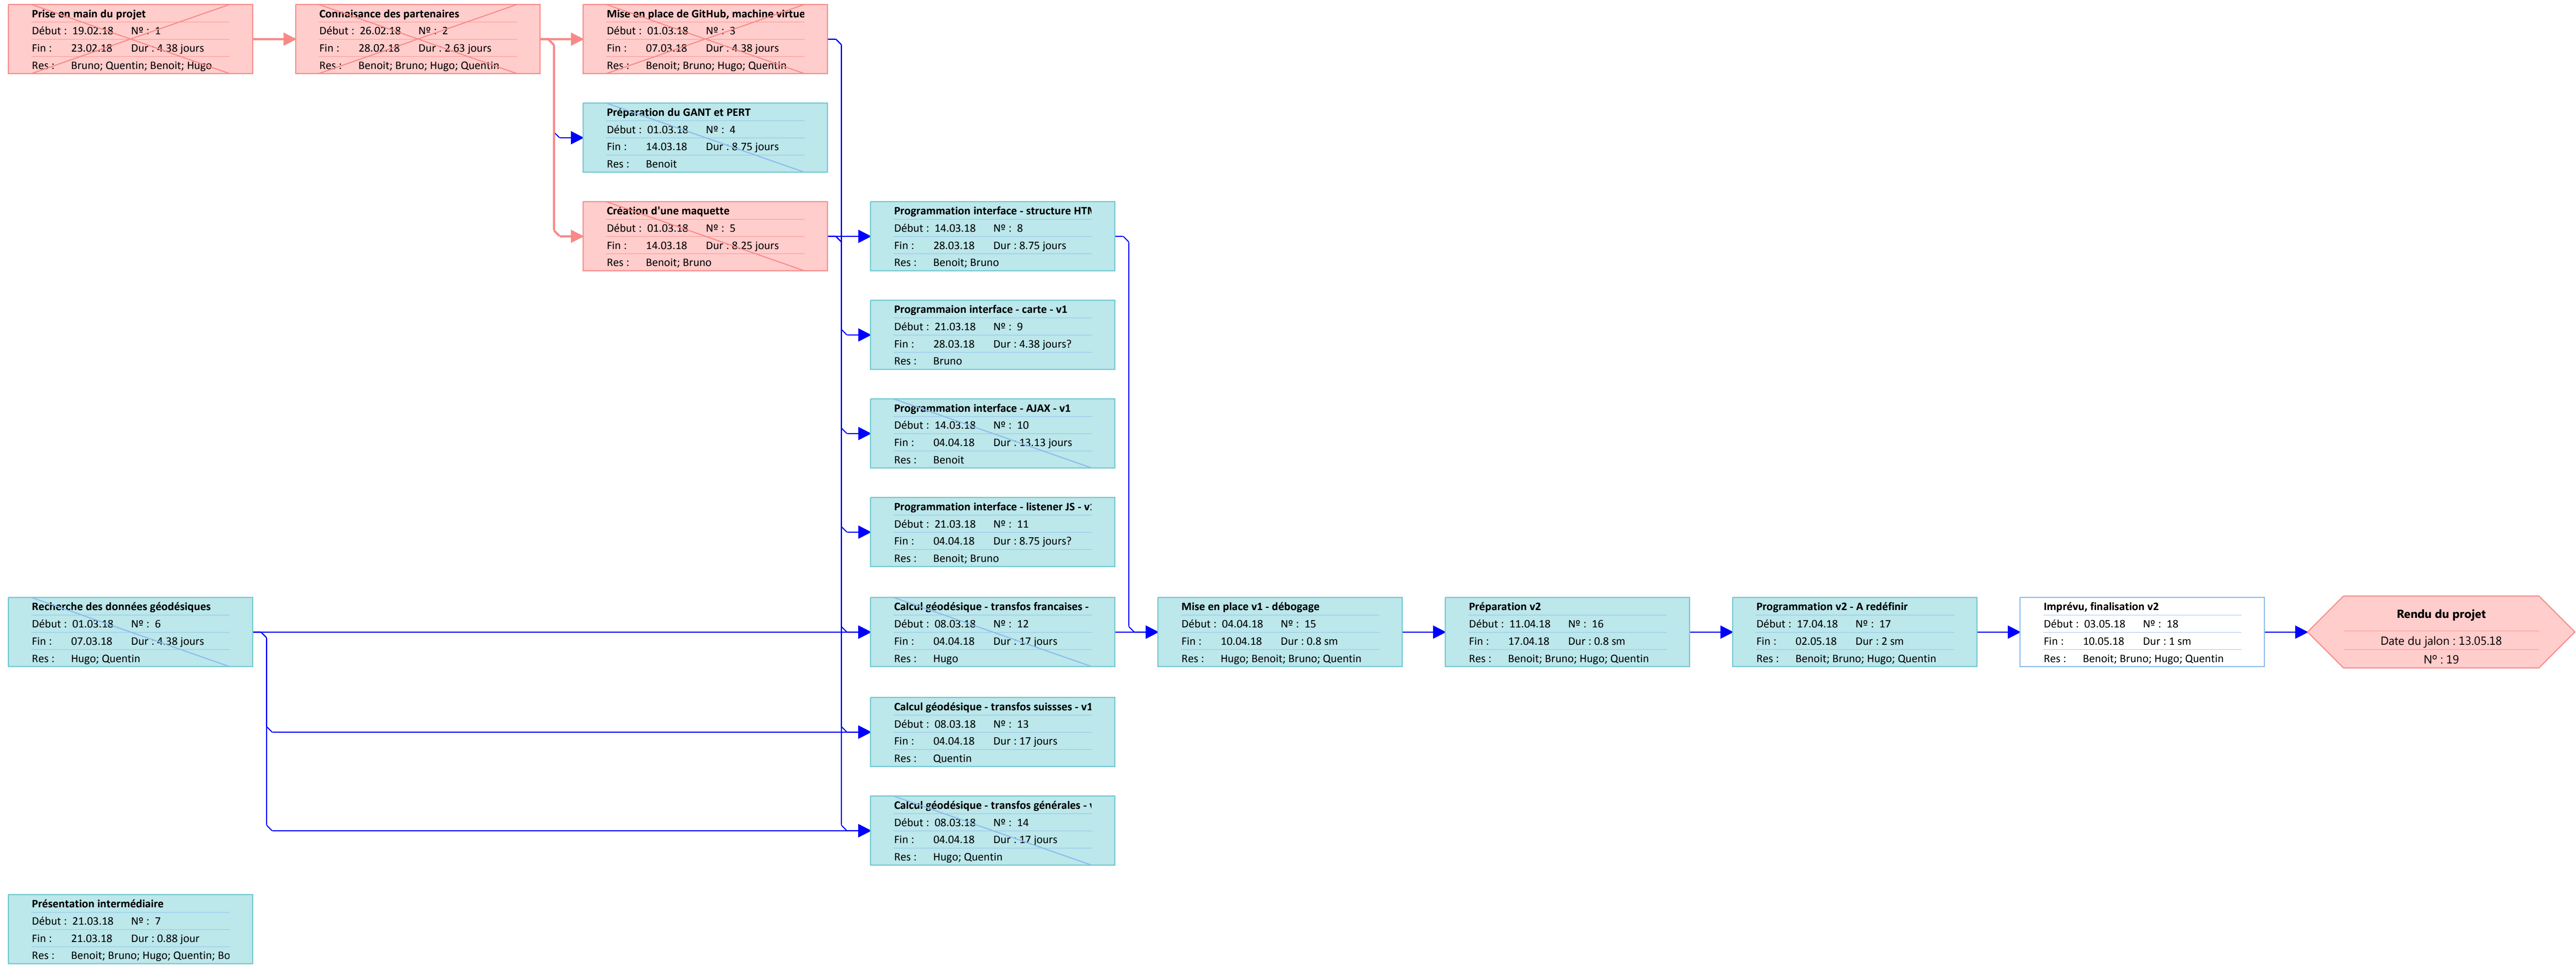 Prise en main du projet
Début : 19.02.18 Nº : 1
Fin : 23.02.18 Dur : 4.38 jours
Res : Bruno; Quentin; Benoit; Hugo
Connaisance des partenaires
Début : 26.02.18 Nº : 2
Fin : 28.02.18 Dur : 2.63 jours
Res : Benoit; Bruno; Hugo; Quentin
Mise en place de GitHub, machine virtue
Début : 01.03.18 Nº : 3
Fin : 07.03.18 Dur : 4.38 jours
Res : Benoit; Bruno; Hugo; Quentin
Préparation du GANT et PERT
Début : 01.03.18 Nº : 4
Fin : 14.03.18 Dur : 8.75 jours
Res : Benoit
Création d'une maquette
Début : 01.03.18 Nº : 5
Fin : 14.03.18 Dur : 8.25 jours
Res : Benoit; Bruno
Programmation interface - structure HTM
Début : 14.03.18 Nº : 8
Fin : 28.03.18 Dur : 8.75 jours
Res : Benoit; Bruno
Programmaion interface - carte - v1
Début : 21.03.18 Nº : 9
Fin : 28.03.18 Dur : 4.38 jours?
Res : Bruno
Programmation interface - AJAX - v1
Début : 14.03.18 Nº : 10
Fin : 04.04.18 Dur : 13.13 jours
Res : Benoit
Programmation interface - listener JS - v1
Début : 21.03.18 Nº : 11
Fin : 04.04.18 Dur : 8.75 jours?
Res : Benoit; Bruno
Recherche des données géodésiques
Début : 01.03.18 Nº : 6
Fin : 07.03.18 Dur : 4.38 jours
Res : Hugo; Quentin
Calcul géodésique - transfos francaises -
Début : 08.03.18 Nº : 12
Fin : 04.04.18 Dur : 17 jours
Res : Hugo
Mise en place v1 - débogage
Début : 04.04.18 Nº : 15
Fin : 10.04.18 Dur : 0.8 sm
Res : Hugo; Benoit; Bruno; Quentin
Préparation v2
Début : 11.04.18 Nº : 16
Fin : 17.04.18 Dur : 0.8 sm
Res : Benoit; Bruno; Hugo; Quentin
Programmation v2 - A redéfinir
Début : 17.04.18 Nº : 17
Fin : 02.05.18 Dur : 2 sm
Res : Benoit; Bruno; Hugo; Quentin
Imprévu, finalisation v2
Début : 03.05.18 Nº : 18
Fin : 10.05.18 Dur : 1 sm
Res : Benoit; Bruno; Hugo; Quentin
Rendu du projet
Date du jalon : 13.05.18
Nº : 19
Calcul géodésique - transfos suissses - v1
Début : 08.03.18 Nº : 13
Fin : 04.04.18 Dur : 17 jours
Res : Quentin
Calcul géodésique - transfos générales - v
Début : 08.03.18 Nº : 14
Fin : 04.04.18 Dur : 17 jours
Res : Hugo; Quentin
Présentation intermédiaire
Début : 21.03.18 Nº : 7
Fin : 21.03.18 Dur : 0.88 jour
Res : Benoit; Bruno; Hugo; Quentin; Bo